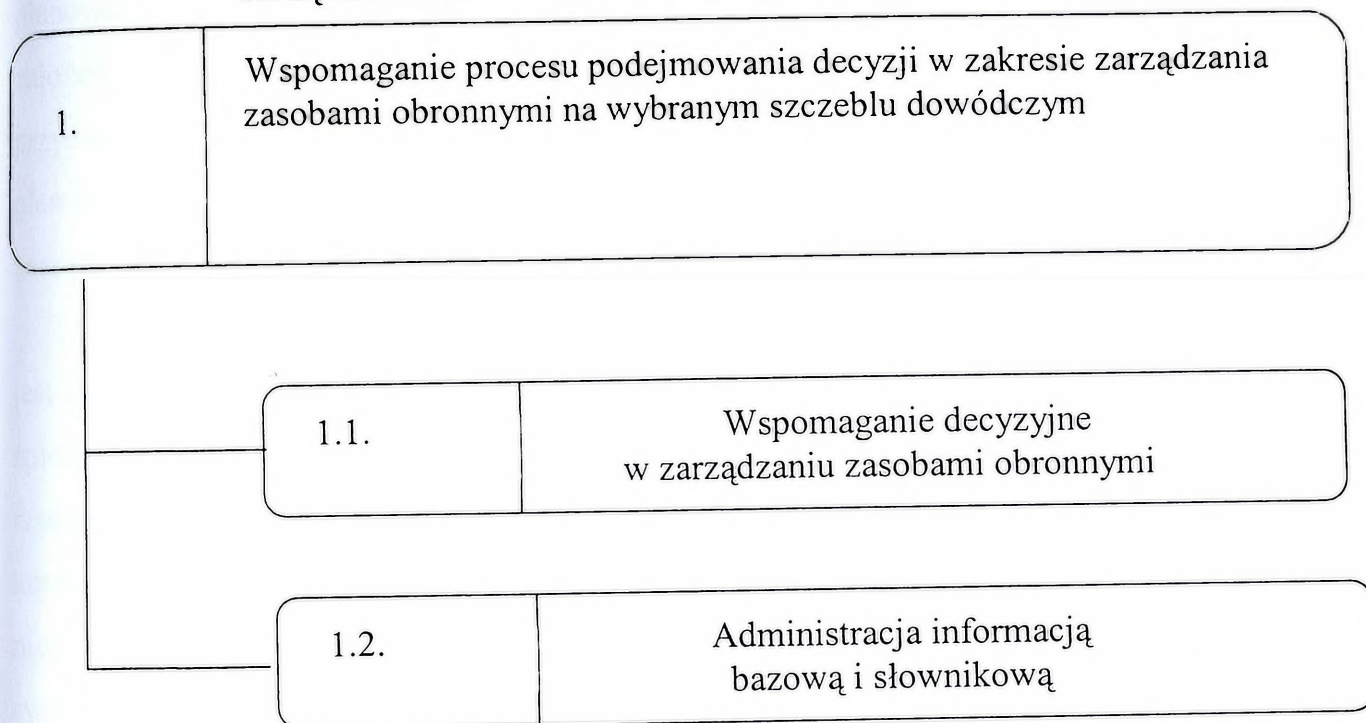 1.
Wspomaganie procesu podejmowania decyzji w zakresie zarządzania
zasobami obronnymi na wybranym szczeblu dowódczym
1.1.
Wspomaganie decyzyjne
w zarządzaniu zasobami obronnymi
1.2.
Administracja informacją
bazową i słownikową